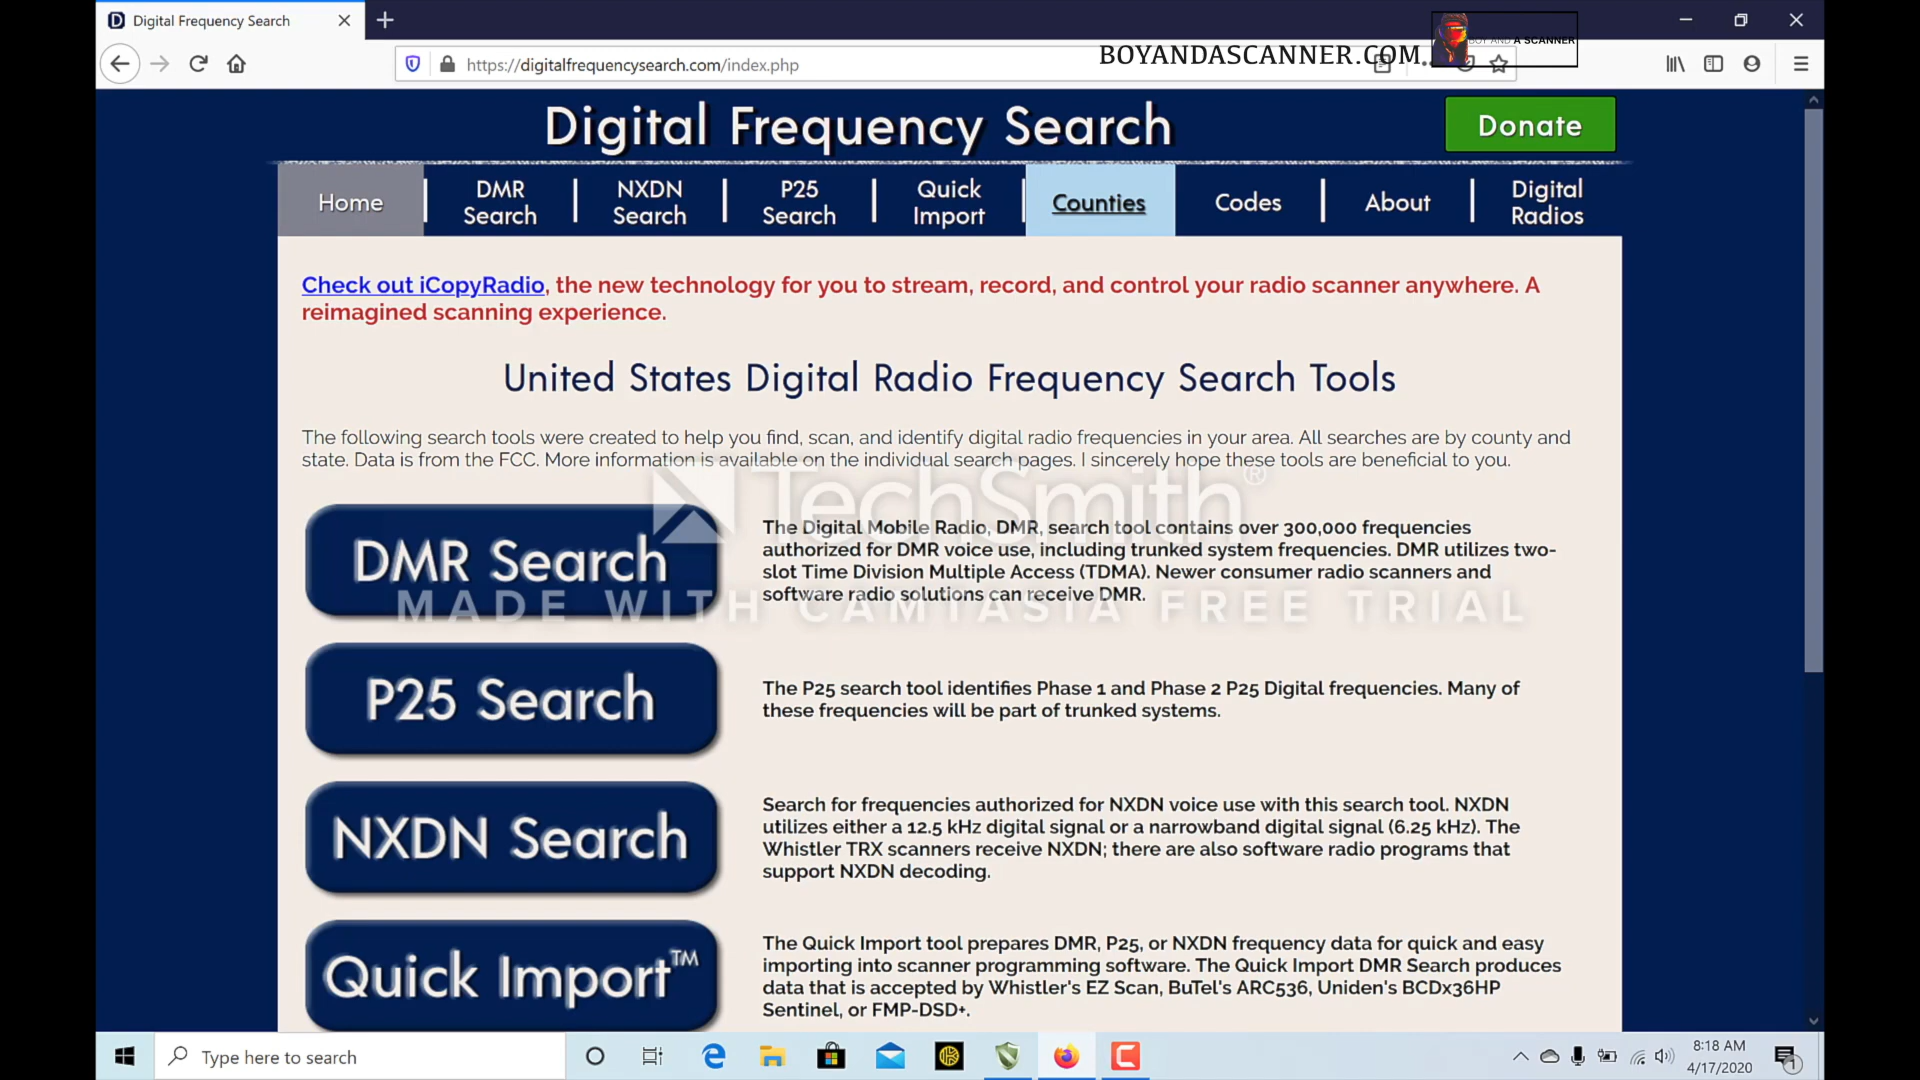 Digital Frequency Search
BOYANDASCANNER.COM
BOY AND A SCANNER
https://digitalfrequencysearch.com/index.php
Digital Frequency Search
Donate
Home
DMR
Search
NXDN
Search
P25
Search
Quick
Import
Counties
Codes
About
Digital
Radios
Check out iCopyRadio, the new technology for you to stream, record, and control your radio scanner anywhere. A
reimagined scanning experience.
United States Digital Radio Frequency Search Tools
The following search tools were created to help you find, scan, and identify digital radio frequencies in your area. All searches are by county and
state. Data is from the FCC. More information is available on the individual search pages. I sincerely hope these tools are beneficial to you.
TechSmith®
MADE WITH CAMTASIA FREE TRIAL
DMR Search
The Digital Mobile Radio, DMR, search tool contains over 300,000 frequencies
authorized for DMR voice use, including trunked system frequencies. DMR utilizes two-
slot Time Division Multiple Access (TDMA). Newer consumer radio scanners and
software radio solutions can receive DMR.
P25 Search
The P25 search tool identifies Phase 1 and Phase 2 P25 Digital frequencies. Many of
these frequencies will be part of trunked systems.
NXDN Search
Search for frequencies authorized for NXDN voice use with this search tool. NXDN
utilizes either a 12.5 kHz digital signal or a narrowband digital signal (6.25 kHz). The
Whistler TRX scanners receive NXDN; there are also software radio programs that
support NXDN decoding.
Quick Import™
The Quick Import tool prepares DMR, P25, or NXDN frequency data for quick and easy
importing into scanner programming software. The Quick Import DMR Search produces
data that is accepted by Whistler's EZ Scan, BuTel's ARC536, Uniden's BCDx36HP
Sentinel, or FMP-DSD+.
Type here to search
8:18 AM
4/17/2020
1